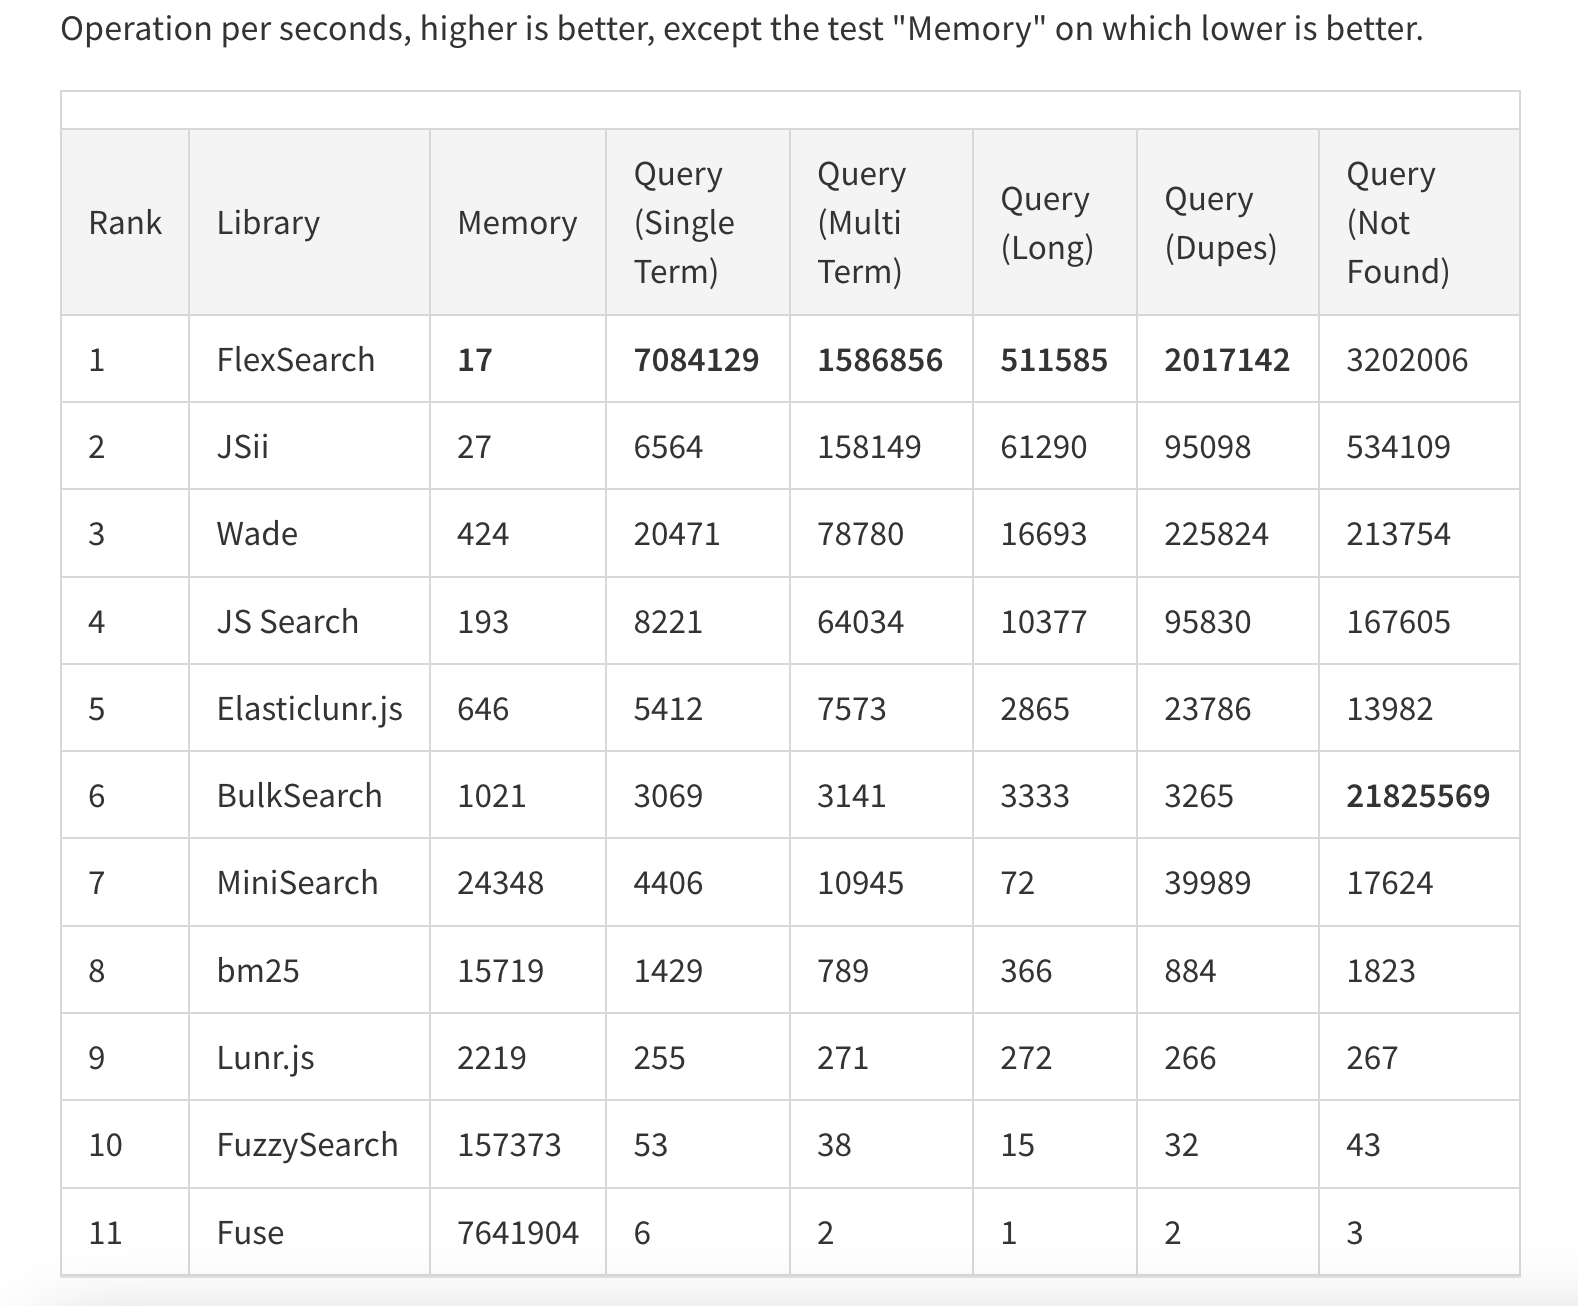 Operation per seconds, higher is better, except the test "Memory" on which lower is better.
Rank Library Memory Query (Single Term) Query (Multi Term) Query (Long) Query (Dupes) Query (Not Found)
1 FlexSearch 17 7084129 1586856 511585 2017142 3202006
2 JSii 27 6564 158149 61290 95098 534109
3 Wade 424 20471 78780 16693 225824 213754
4 JS Search 193 8221 64034 10377 95830 167605
5 Elasticlunr.js 646 5412 7573 2865 23786 13982
6 BulkSearch 1021 3069 3141 3333 3265 21825569
7 MiniSearch 24348 4406 10945 72 39989 17624
8 bm25 15719 1429 789 366 884 1823
9 Lunr.js 2219 255 271 272 266 267
10 FuzzySearch 157373 53 38 15 32 43
11 Fuse 7641904 6 2 1 2 3